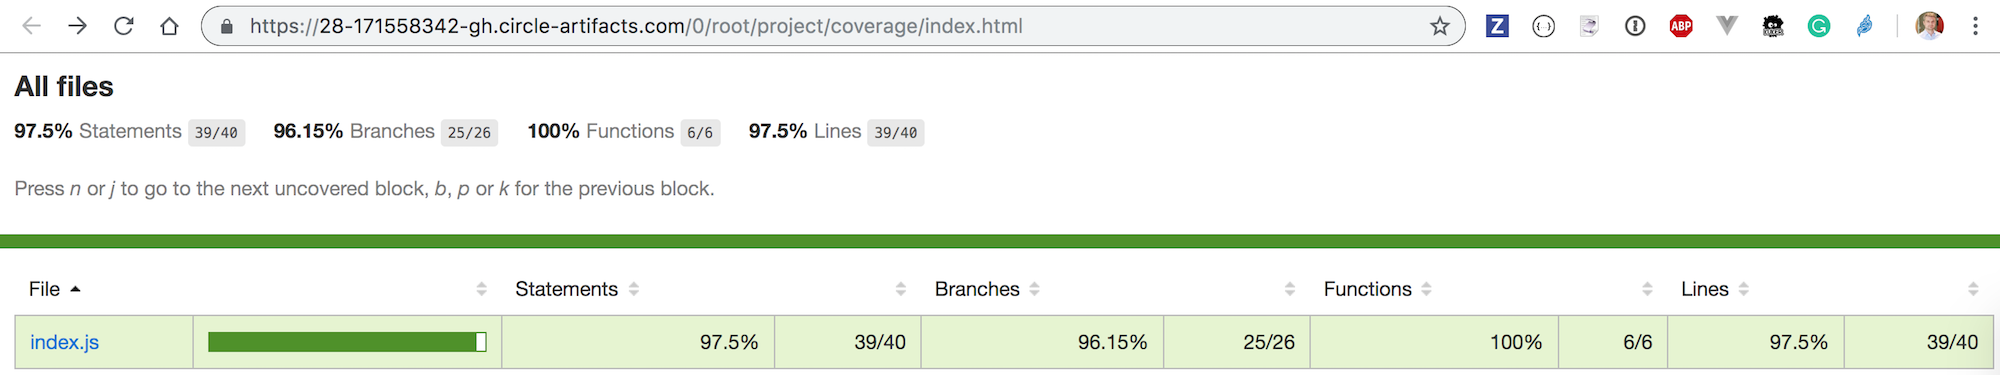 https://28-171558342-gh.circle-artifacts.com/0/root/project/coverage/index.html Z {···} ABP G
All files
97.5% Statements 39/40 96.15% Branches 25/26 100% Functions 6/6 97.5% Lines 39/40
Press n or j to go to the next uncovered block, b, p or k for the previous block.
File Statements Branches Functions Lines
index.js 97.5% 39/40 96.15% 25/26 100% 6/6 97.5% 39/40